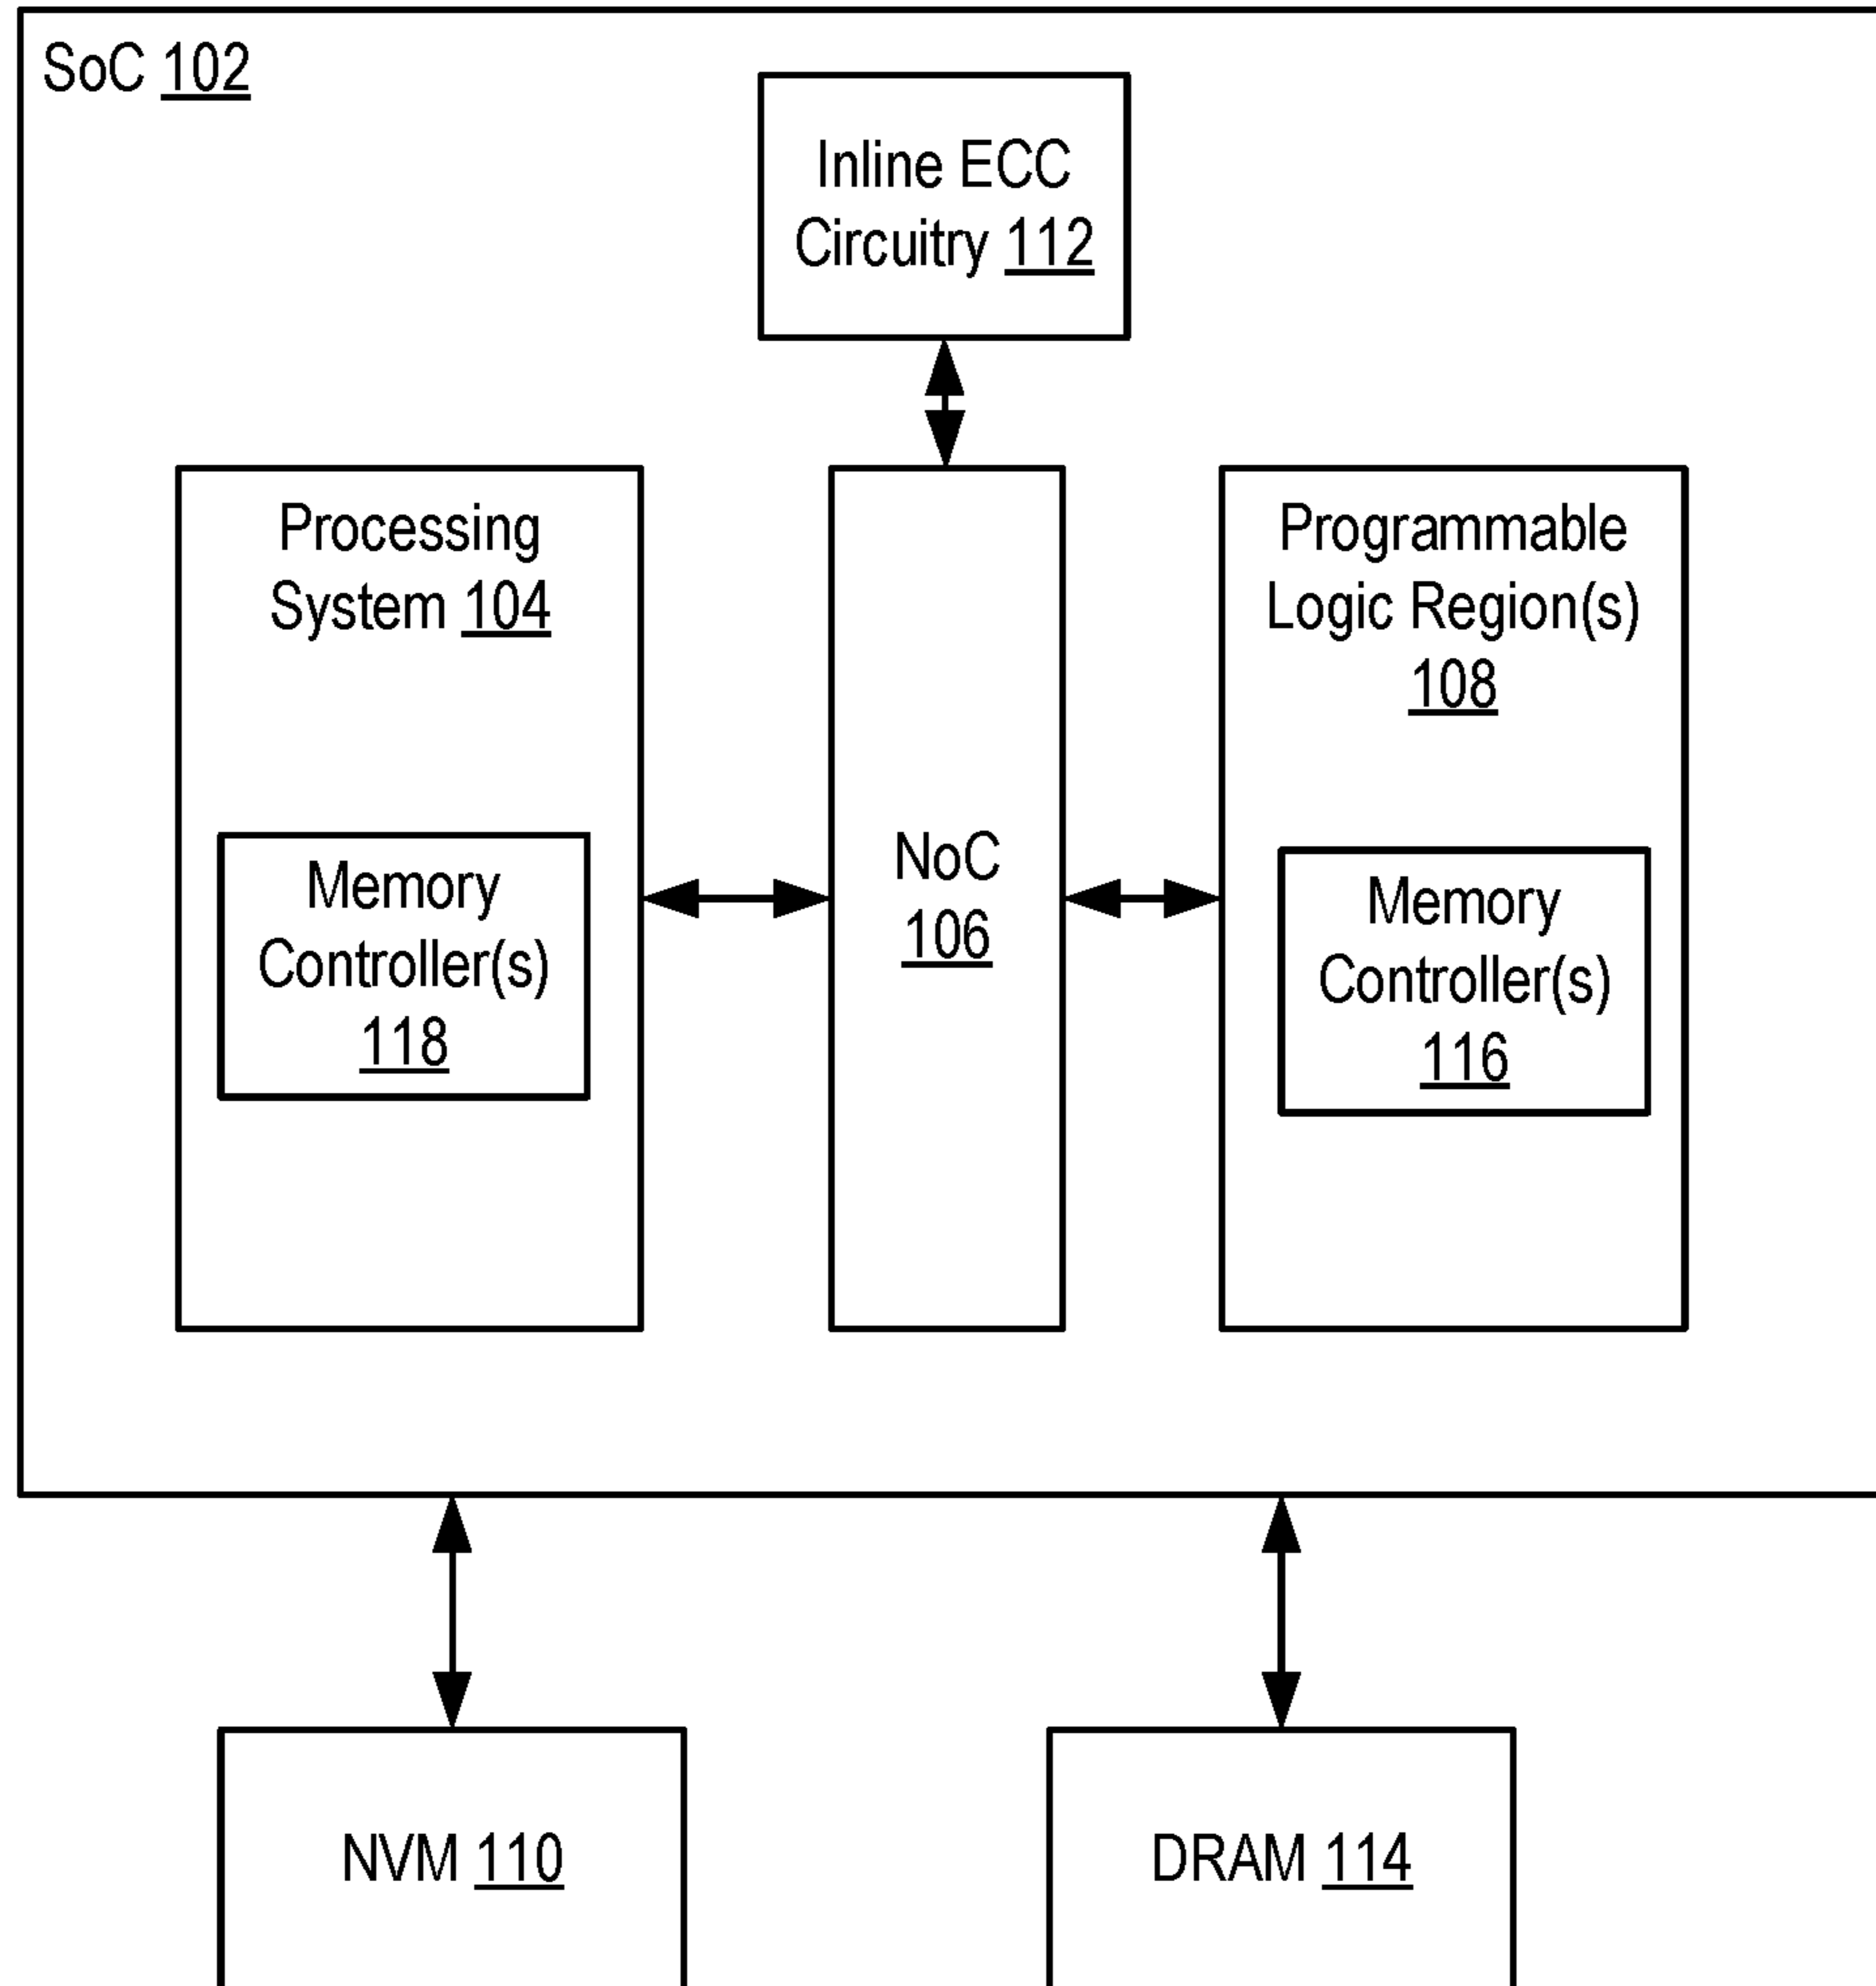 SoC 102
Inline ECC
Circuitry 112
Processing
System 104
Memory
Controller(s)
118
NoC
106
Programmable
Logic Region(s)
108
Memory
Controller(s)
116
NVM 110
DRAM 114